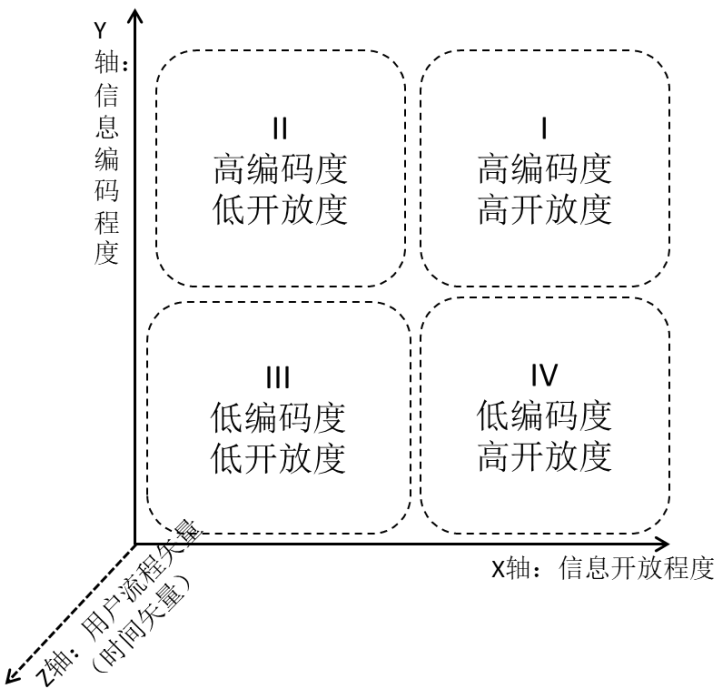 Y
轴：
信
息
编
码
程
度
II
高编码度
低开放度
I
高编码度
高开放度
III
低编码度
低开放度
IV
低编码度
高开放度
X轴：信息开放程度
Z轴：用户流程矢量
（时间矢量）